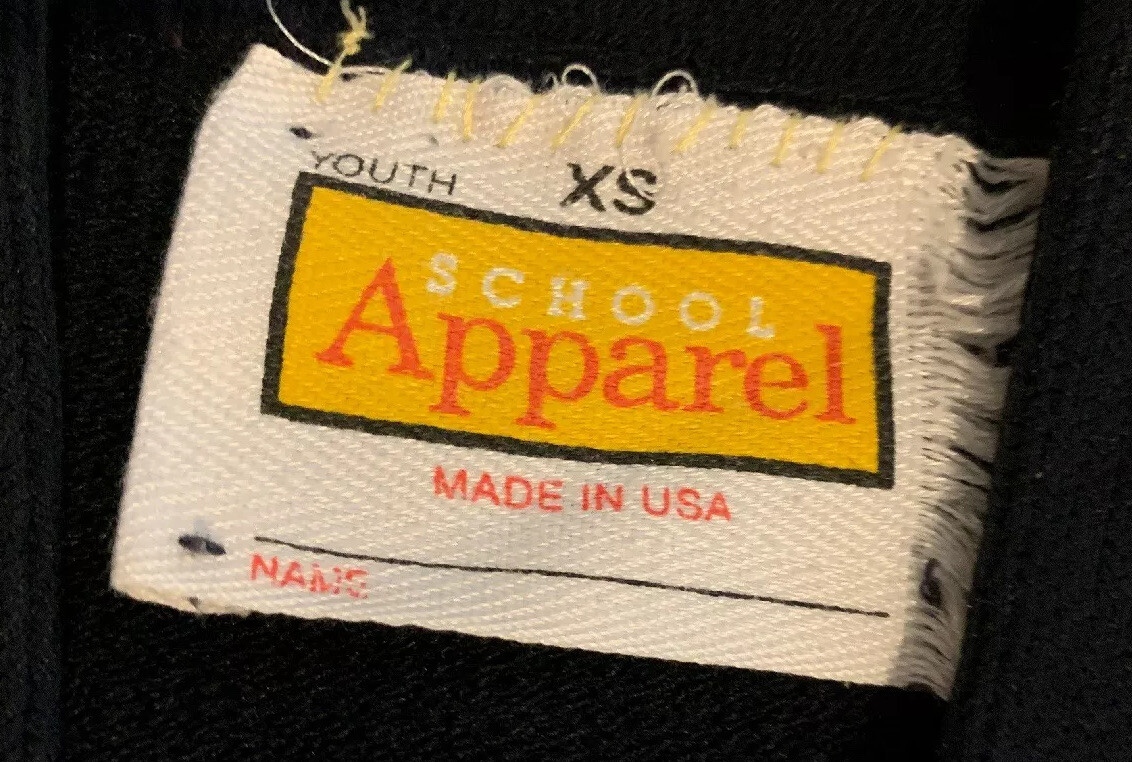 YOUTH XS
SCHOOL
Apparel
MADE IN USA
NAME